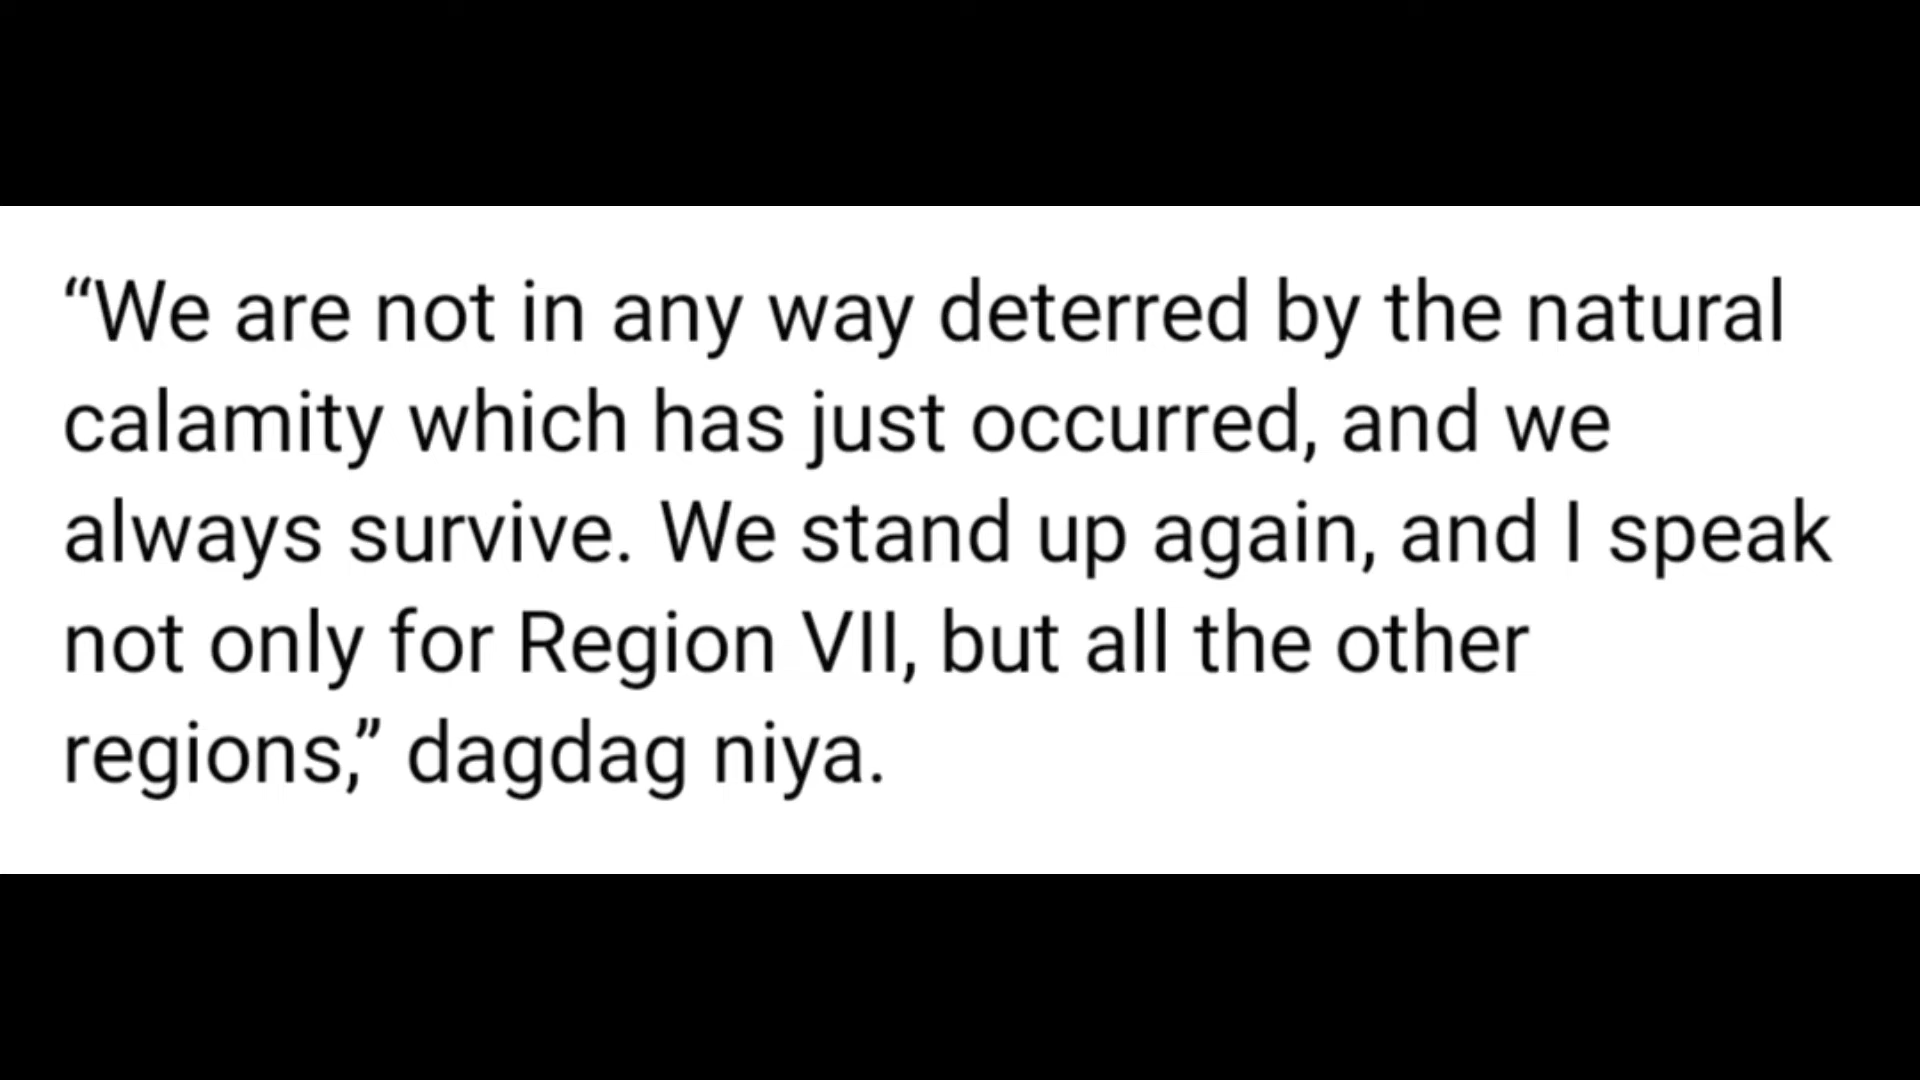 “We are not in any way deterred by the natural
calamity which has just occurred, and we
always survive. We stand up again, and I speak
not only for Region VII, but all the other
regions,” dagdag niya.